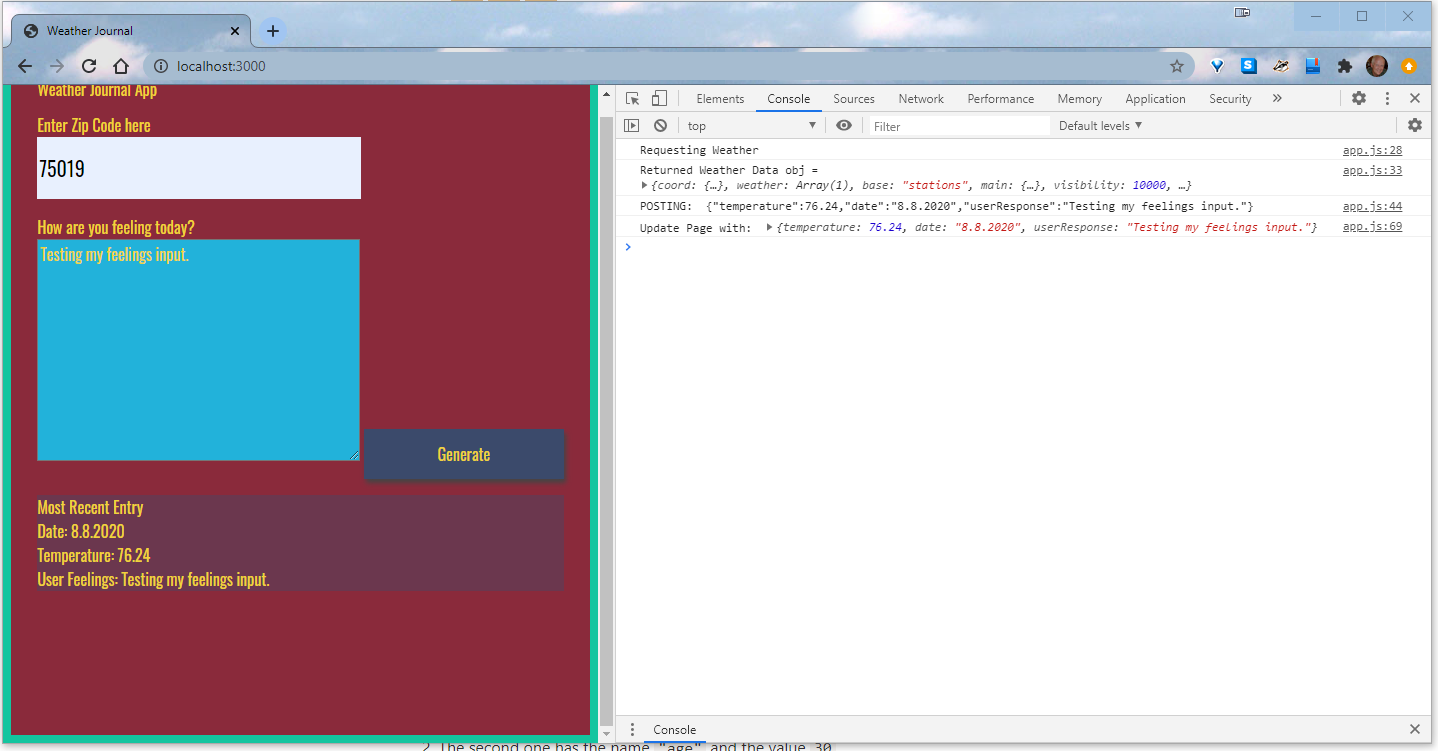 Weather Journal
localhost:3000
Weather Journal App
Enter Zip Code here
75019
How are you feeling today?
Testing my feelings input.
Generate
Most Recent Entry
Date: 8.8.2020
Temperature: 76.24
User Feelings: Testing my feelings input.
Elements Console Sources Network Performance Memory Application Security
top Filter Default levels
Requesting Weather app.js:28
Returned Weather Data obj = app.js:33
{coord: {…}, weather: Array(1), base: "stations", main: {…}, visibility: 10000, …}
POSTING: {"temperature":76.24,"date":"8.8.2020","userResponse":"Testing my feelings input."} app.js:44
Update Page with: {temperature: 76.24, date: "8.8.2020", userResponse: "Testing my feelings input."} app.js:69
Console
2. The second one has the name "age" and the value 30